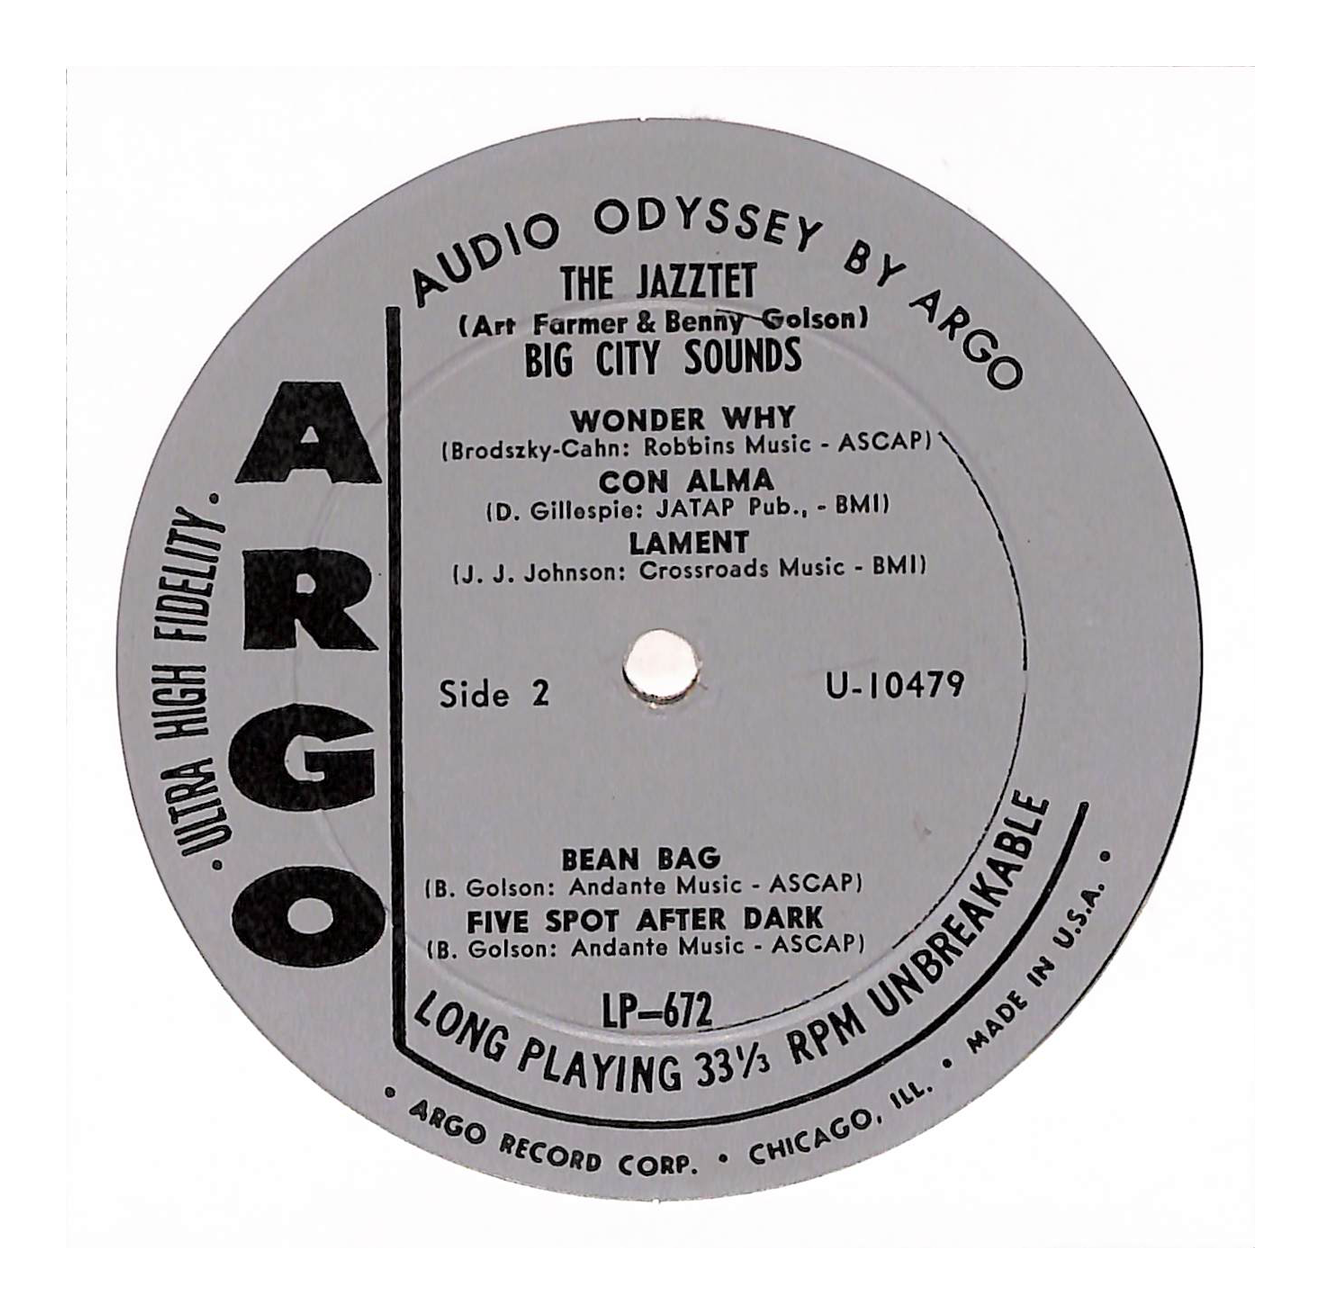 AUDIO ODYSSEY BY ARGO
THE JAZZTET
(Art Farmer & Benny Golson)
BIG CITY SOUNDS
WONDER WHY
(Brodszky-Cahn: Robbins Music - ASCAP)
CON ALMA
(D. Gillespie: JATAP Pub., - BMI)
LAMENT
(J. J. Johnson: Crossroads Music - BMI)
ARGO
• ULTRA HIGH FIDELITY •
Side 2
U-10479
BEAN BAG
(B. Golson: Andante Music - ASCAP)
FIVE SPOT AFTER DARK
(B. Golson: Andante Music - ASCAP)
LP-672
LONG PLAYING 33 1/3 RPM UNBREAKABLE
• ARGO RECORD CORP. • CHICAGO, ILL. • MADE IN U.S.A. •